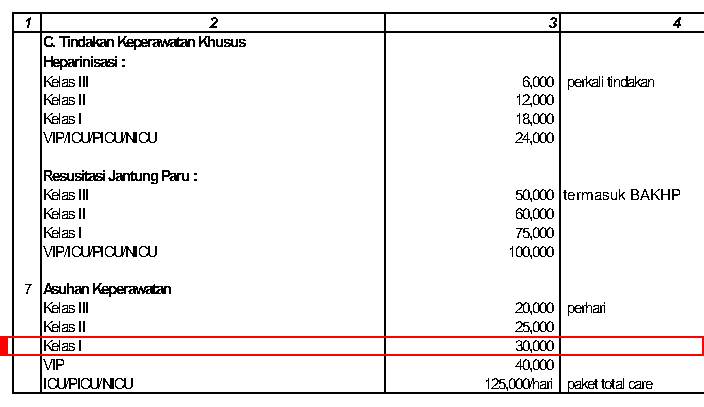 1 2 3 4
C. Tindakan Keperawatan Khusus
Heparinisasi :
Kelas III 6,000 perkali tindakan
Kelas II 12,000
Kelas I 18,000
VIP/ICU/PICU/NICU 24,000
Resusitasi Jantung Paru :
Kelas III 50,000 termasuk BAKHP
Kelas II 60,000
Kelas I 75,000
VIP/ICU/PICU/NICU 100,000
7 Asuhan Keperawatan
Kelas III 20,000 perhari
Kelas II 25,000
Kelas I 30,000
VIP 40,000
ICU/PICU/NICU 125,000/hari paket total care